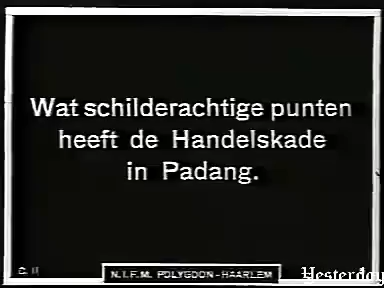 Wat schilderachtige punten
heeft de Handelskade
in Padang.
C. 11
N.I.F.M. POLYGOON-HAARLEM
Yesterday